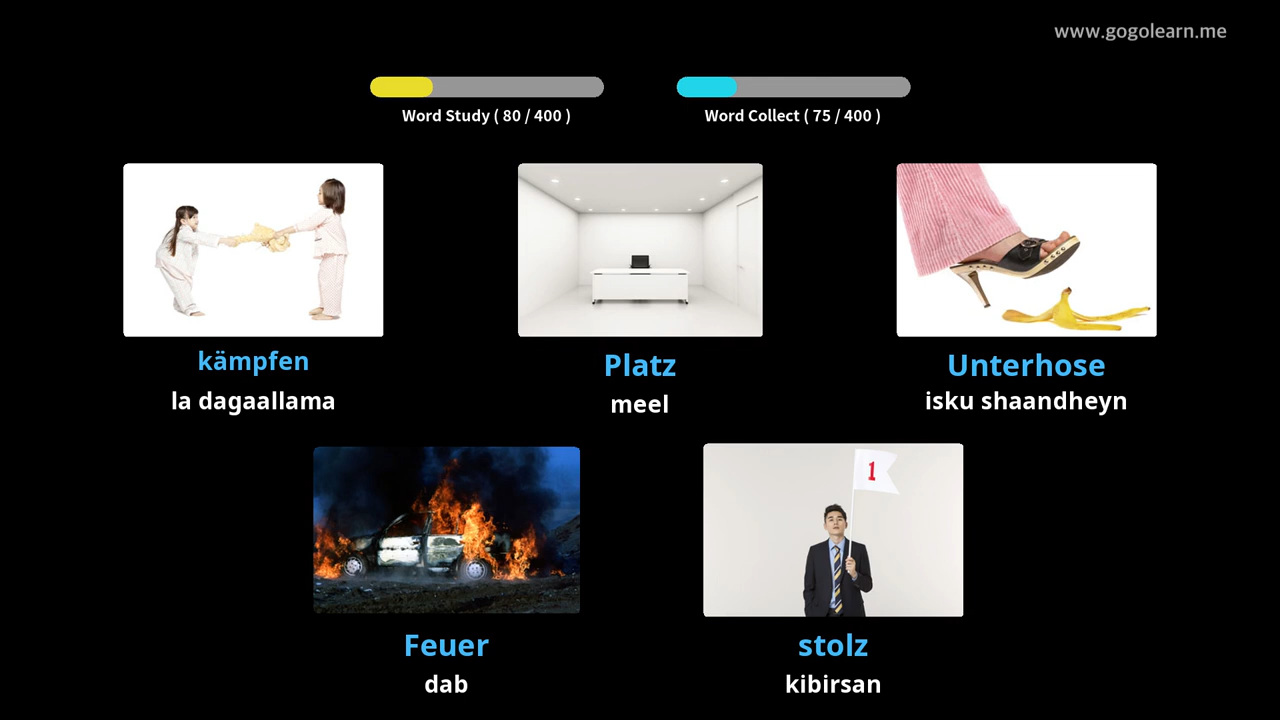 www.gogolearn.me
Word Study ( 80 / 400 )
Word Collect ( 75 / 400 )
kämpfen
la dagaallama
Platz
meel
Unterhose
isku shaandheyn
1
Feuer
dab
stolz
kibirsan